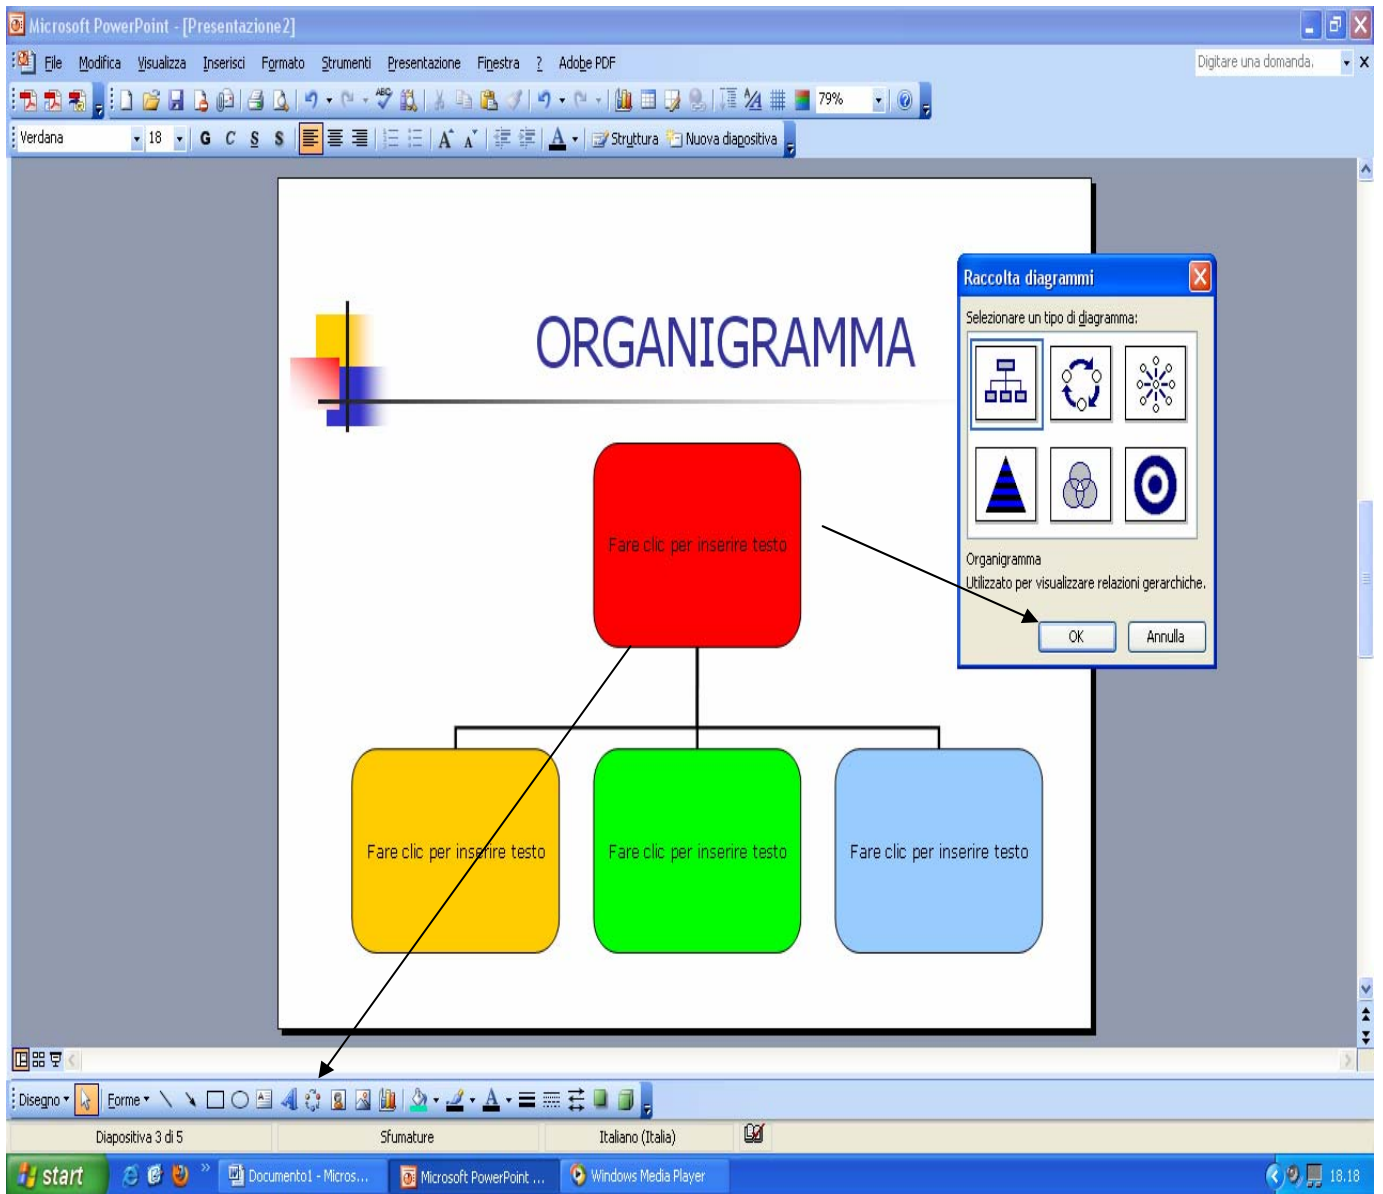 Microsoft PowerPoint - [Presentazione2]
File Modifica Visualizza Inserisci Formato Strumenti Presentazione Finestra ? Adobe PDF
Digitare una domanda.
79%
Verdana 18 G C S S A A A Struttura Nuova diapositiva
ORGANIGRAMMA
Fare clic per inserire testo
Fare clic per inserire testo
Fare clic per inserire testo
Fare clic per inserire testo
Raccolta diagrammi
Selezionare un tipo di diagramma:
Organigramma
Utilizzato per visualizzare relazioni gerarchiche.
OK Annulla
Disegno Forme
Diapositiva 3 di 5 Sfumature Italiano (Italia)
start Documento1 - Micros... Microsoft PowerPoint ... Windows Media Player 18.18